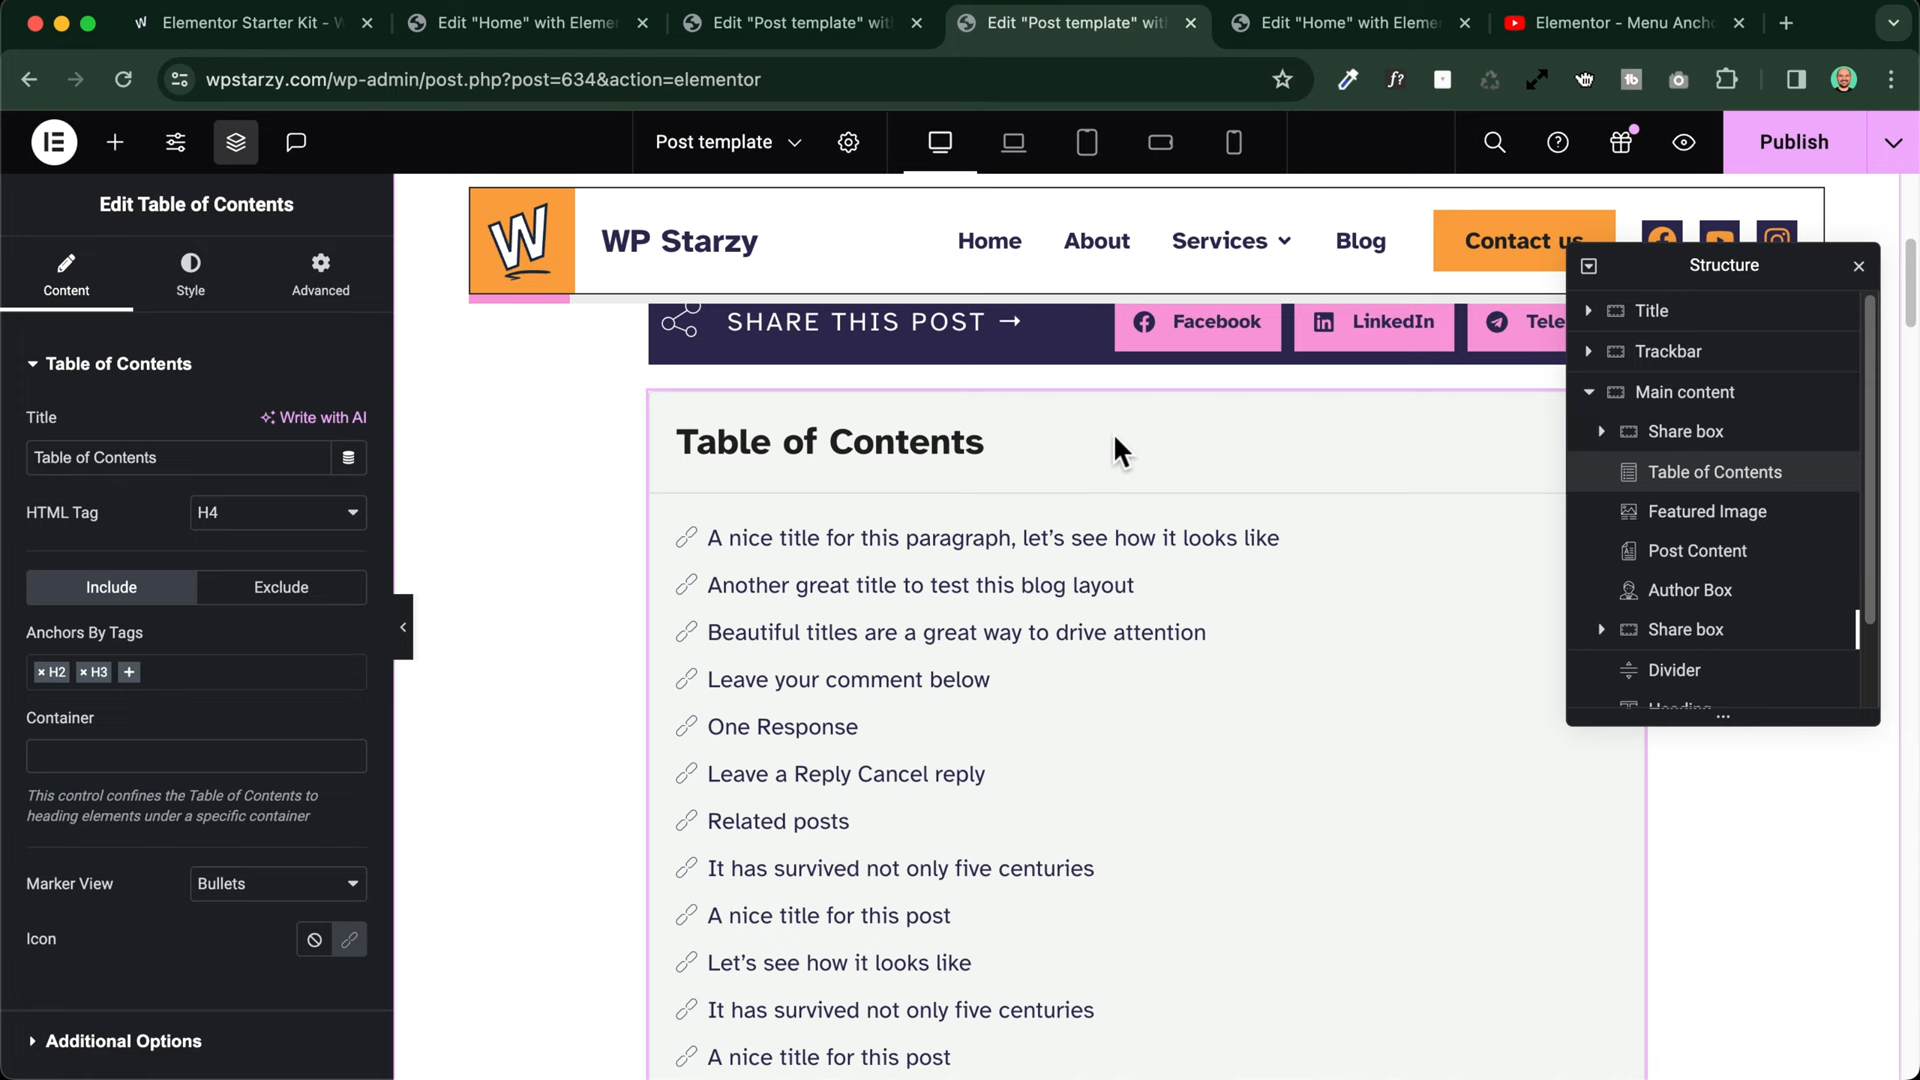 Elementor Starter Kit - W
Edit "Home" with Elemen
Edit "Post template" wit
Edit "Post template" wit
Edit "Home" with Eleme
Elementor - Menu Ancho
wpstarzy.com/wp-admin/post.php?post=634&action=elementor
f?
tb
Post template
Publish
Edit Table of Contents
Content
Style
Advanced
Table of Contents
Title
Write with AI
Table of Contents
HTML Tag
H4
Include
Exclude
Anchors By Tags
× H2
× H3
+
Container
This control confines the Table of Contents to
heading elements under a specific container
Marker View
Bullets
Icon
Additional Options
W
WP Starzy
Home
About
Services
Blog
Contact us
SHARE THIS POST →
Facebook
LinkedIn
Tele
Table of Contents
A nice title for this paragraph, let’s see how it looks like
Another great title to test this blog layout
Beautiful titles are a great way to drive attention
Leave your comment below
One Response
Leave a Reply Cancel reply
Related posts
It has survived not only five centuries
A nice title for this post
Let’s see how it looks like
It has survived not only five centuries
A nice title for this post
Structure
Title
Trackbar
Main content
Share box
Table of Contents
Featured Image
Post Content
Author Box
Share box
Divider
Heading
...